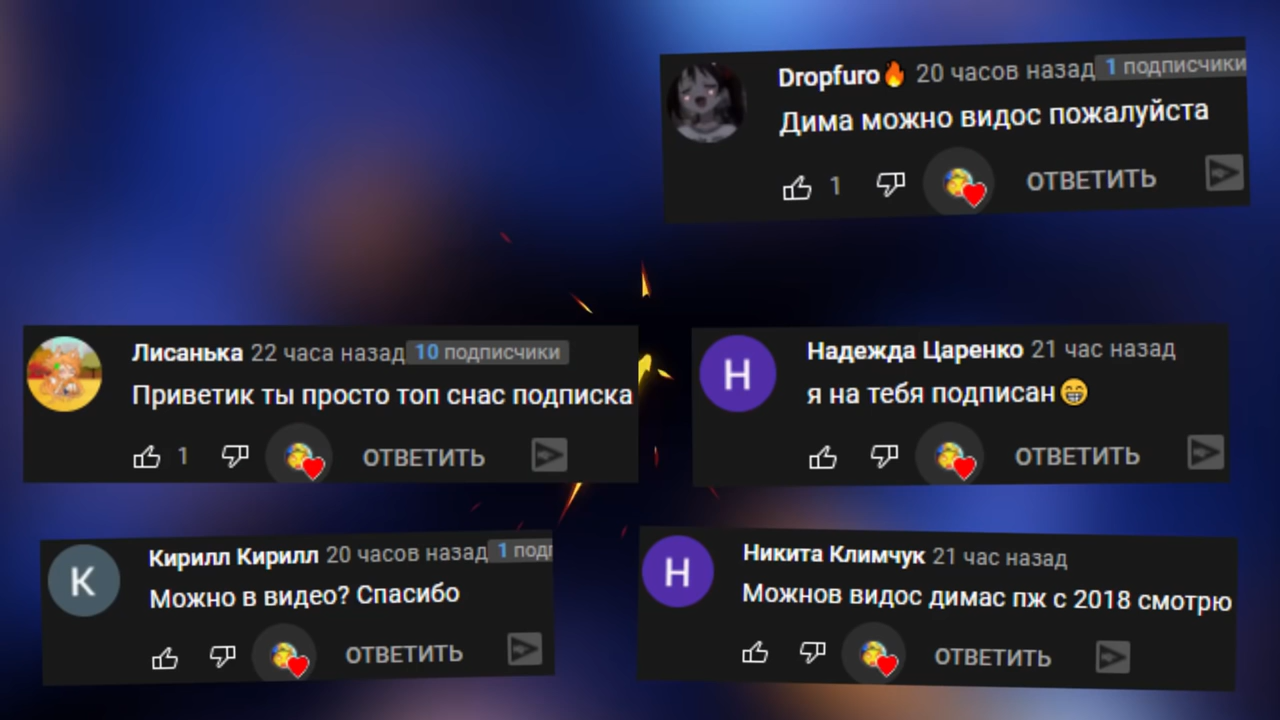 Dropfuro🔥 20 часов назад 1 подписчики
Дима можно видос пожалуйста
1 ОТВЕТИТЬ
Лисанька 22 часа назад 10 подписчики
Приветик ты просто топ снас подписка
1 ОТВЕТИТЬ
Н
Надежда Царенко 21 час назад
я на тебя подписан😁
ОТВЕТИТЬ
К
Кирилл Кирилл 20 часов назад 1 подп
Можно в видео? Спасибо
ОТВЕТИТЬ
Н
Никита Климчук 21 час назад
Можнов видос димас пж с 2018 смотрю
ОТВЕТИТЬ